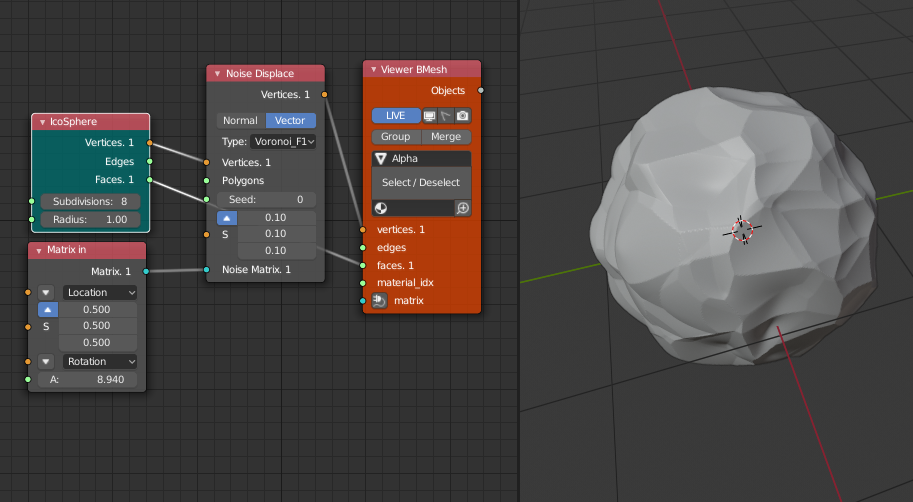 IcoSphere
Vertices. 1
Edges
Faces. 1
Subdivisions: 8
Radius: 1.00
Matrix in
Matrix. 1
Location
0.500
S 0.500
0.500
Rotation
A: 8.940
Noise Displace
Vertices. 1
Normal Vector
Type: Voronoi_F1
Vertices. 1
Polygons
Seed: 0
0.10
S 0.10
0.10
Noise Matrix. 1
Viewer BMesh
Objects
LIVE
Group Merge
Alpha
Select / Deselect
vertices. 1
edges
faces. 1
material_idx
matrix